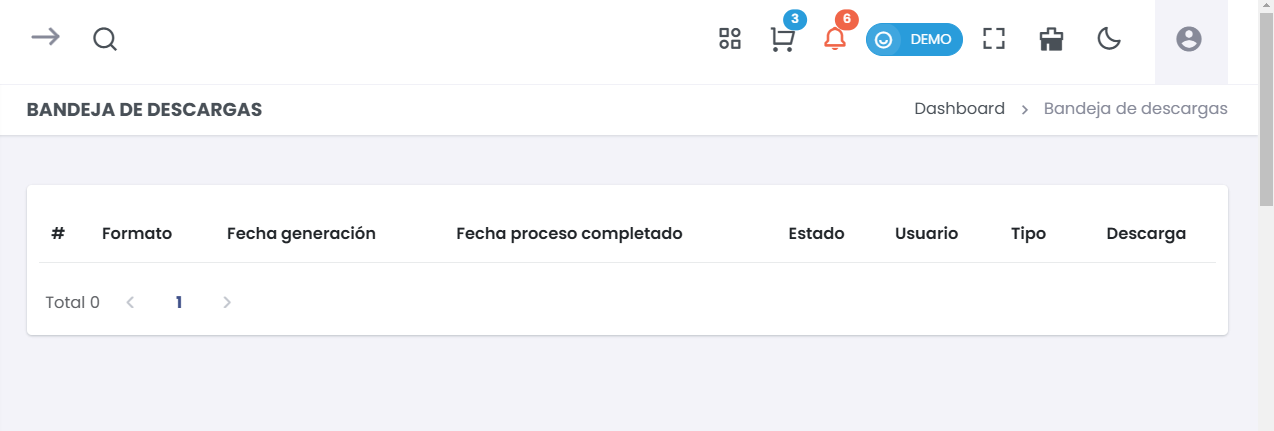 3
6
DEMO
BANDEJA DE DESCARGAS
Dashboard > Bandeja de descargas
# Formato Fecha generación Fecha proceso completado Estado Usuario Tipo Descarga
Total 0 < 1 >